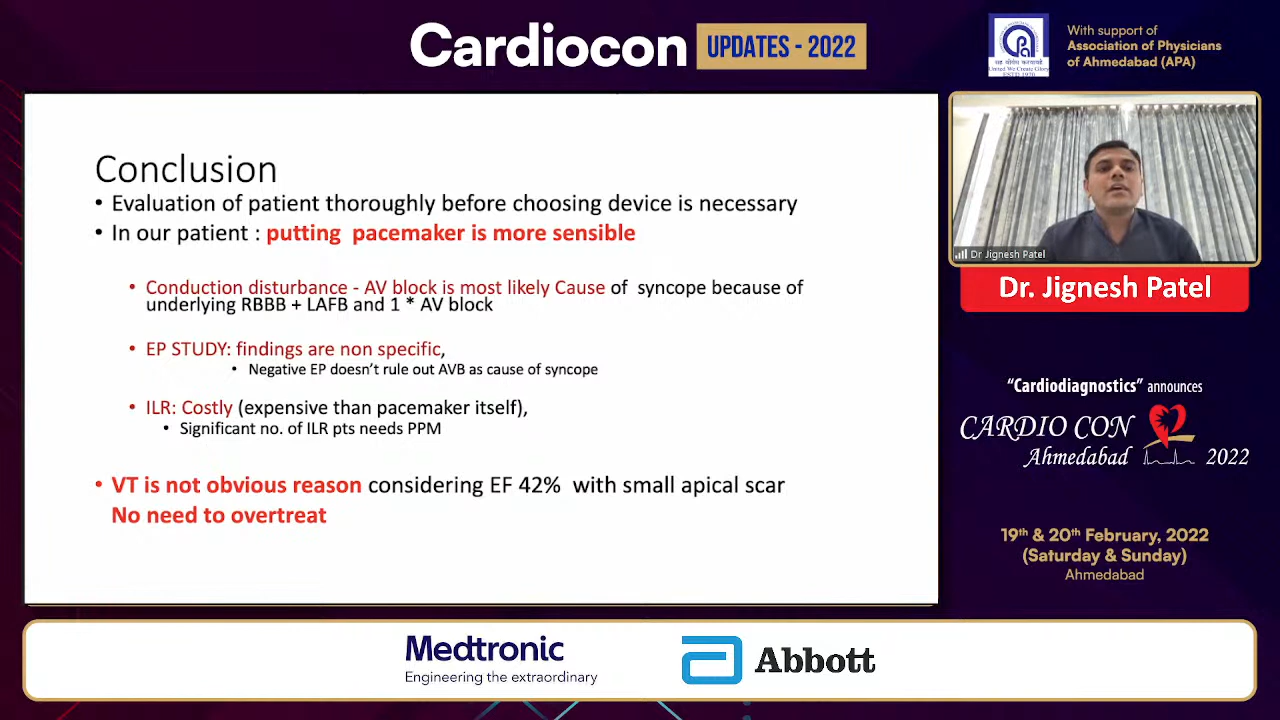 Cardiocon UPDATES - 2022
With support of
Association of Physicians
of Ahmedabad (APA)
United We Create Glory
ESTD 1976
Conclusion
• Evaluation of patient thoroughly before choosing device is necessary
• In our patient : putting pacemaker is more sensible
• Conduction disturbance - AV block is most likely Cause of syncope because of
underlying RBBB + LAFB and 1 * AV block
• EP STUDY: findings are non specific,
• Negative EP doesn't rule out AVB as cause of syncope
• ILR: Costly (expensive than pacemaker itself),
• Significant no. of ILR pts needs PPM
• VT is not obvious reason considering EF 42% with small apical scar
No need to overtreat
Dr Jignesh Patel
Dr. Jignesh Patel
"Cardiodiagnostics" announces
CARDIO CON
Ahmedabad 2022
19th & 20th February, 2022
(Saturday & Sunday)
Ahmedabad
Medtronic
Engineering the extraordinary
Abbott